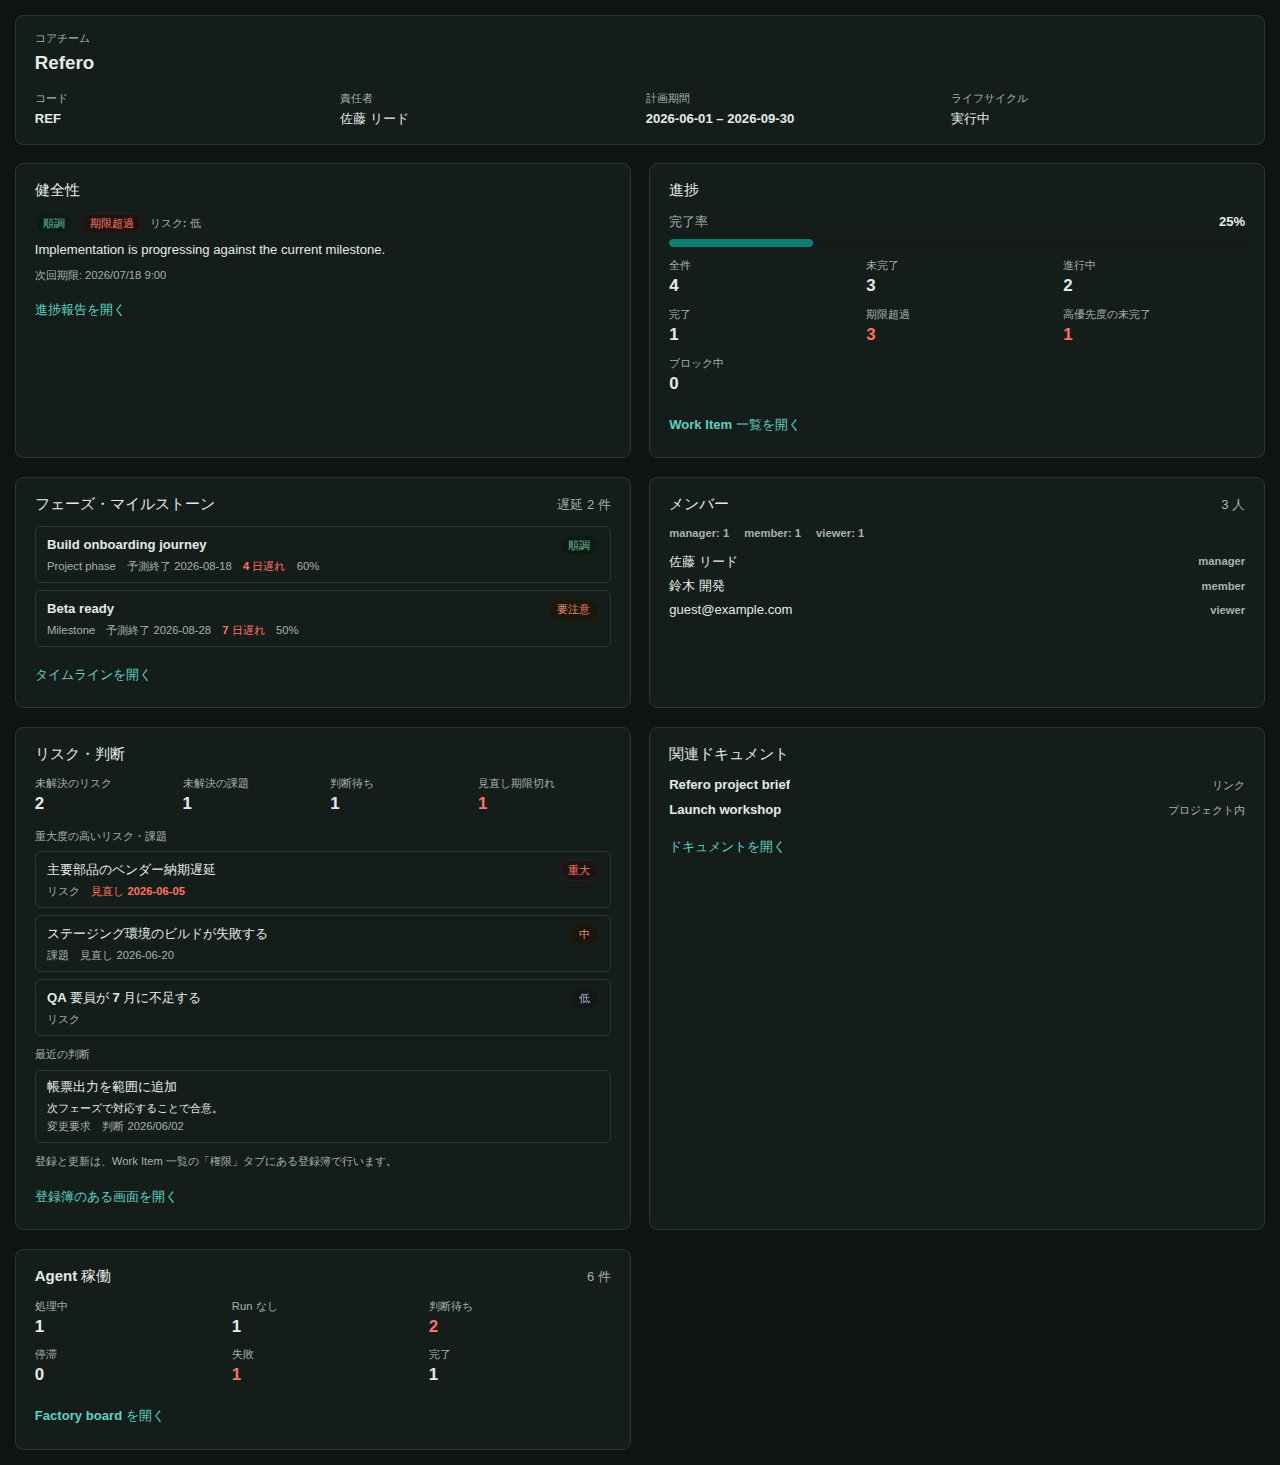 コアチーム
Refero
コード 責任者 計画期間 ライフサイクル
REF 佐藤 リード 2026-06-01 – 2026-09-30 実行中
健全性
順調 期限超過 リスク: 低
Implementation is progressing against the current milestone.
次回期限: 2026/07/18 9:00
進捗報告を開く
進捗
完了率 25%
全件 未完了 進行中
4 3 2
完了 期限超過 高優先度の未完了
1 3 1
ブロック中
0
Work Item 一覧を開く
フェーズ・マイルストーン 遅延 2 件
Build onboarding journey 順調
Project phase 予測終了 2026-08-18 4 日遅れ 60%
Beta ready 要注意
Milestone 予測終了 2026-08-28 7 日遅れ 50%
タイムラインを開く
メンバー 3 人
manager: 1 member: 1 viewer: 1
佐藤 リード manager
鈴木 開発 member
guest@example.com viewer
リスク・判断
未解決のリスク 未解決の課題 判断待ち 見直し期限切れ
2 1 1 1
重大度の高いリスク・課題
主要部品のベンダー納期遅延 重大
リスク 見直し 2026-06-05
ステージング環境のビルドが失敗する 中
課題 見直し 2026-06-20
QA 要員が 7 月に不足する 低
リスク
最近の判断
帳票出力を範囲に追加
次フェーズで対応することで合意。
変更要求 判断 2026/06/02
登録と更新は、Work Item 一覧の「権限」タブにある登録簿で行います。
登録簿のある画面を開く
関連ドキュメント
Refero project brief リンク
Launch workshop プロジェクト内
ドキュメントを開く
Agent 稼働 6 件
処理中 Run なし 判断待ち
1 1 2
停滞 失敗 完了
0 1 1
Factory board を開く